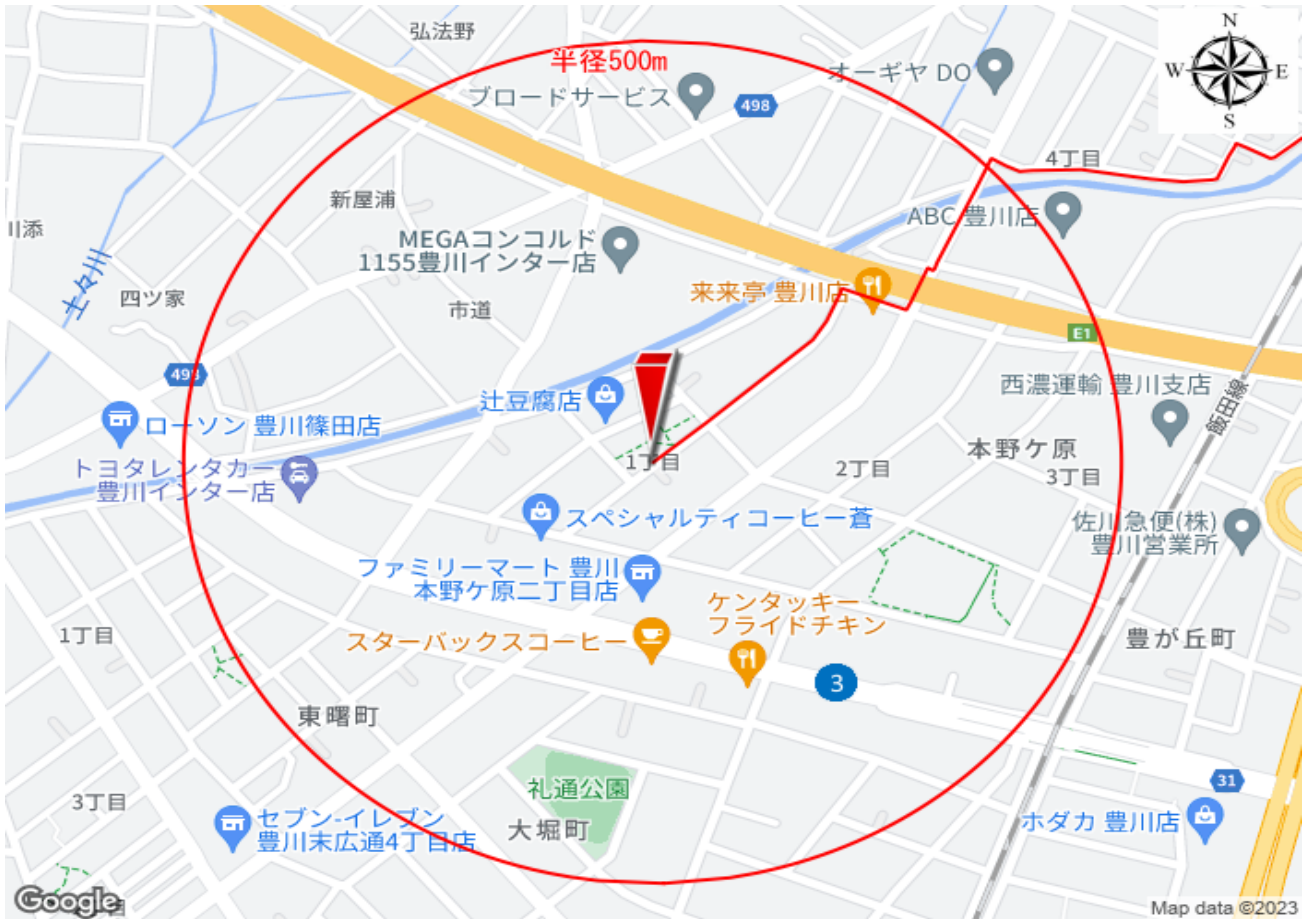 弘法野
N
W
E
S
半径500m
オーギヤ DO
ブロードサービス
498
4丁目
新屋浦
川添
ABC 豊川店
MEGAコンコルド
1155豊川インター店
士々川
四ツ家
来来亭 豊川店
市道
E1
498
西濃運輸 豊川支店
辻豆腐店
飯田線
ローソン 豊川篠田店
本野ケ原
1丁目
2丁目
3丁目
トヨタレンタカー
豊川インター店
スペシャルティコーヒー蒼
佐川急便(株)
豊川営業所
ファミリーマート 豊川
本野ケ原二丁目店
ケンタッキー
フライドチキン
1丁目
スターバックスコーヒー
豊が丘町
3
東曙町
31
礼通公園
3丁目
セブン-イレブン
豊川末広通4丁目店
大堀町
ホダカ 豊川店
Google
Map data ©2023